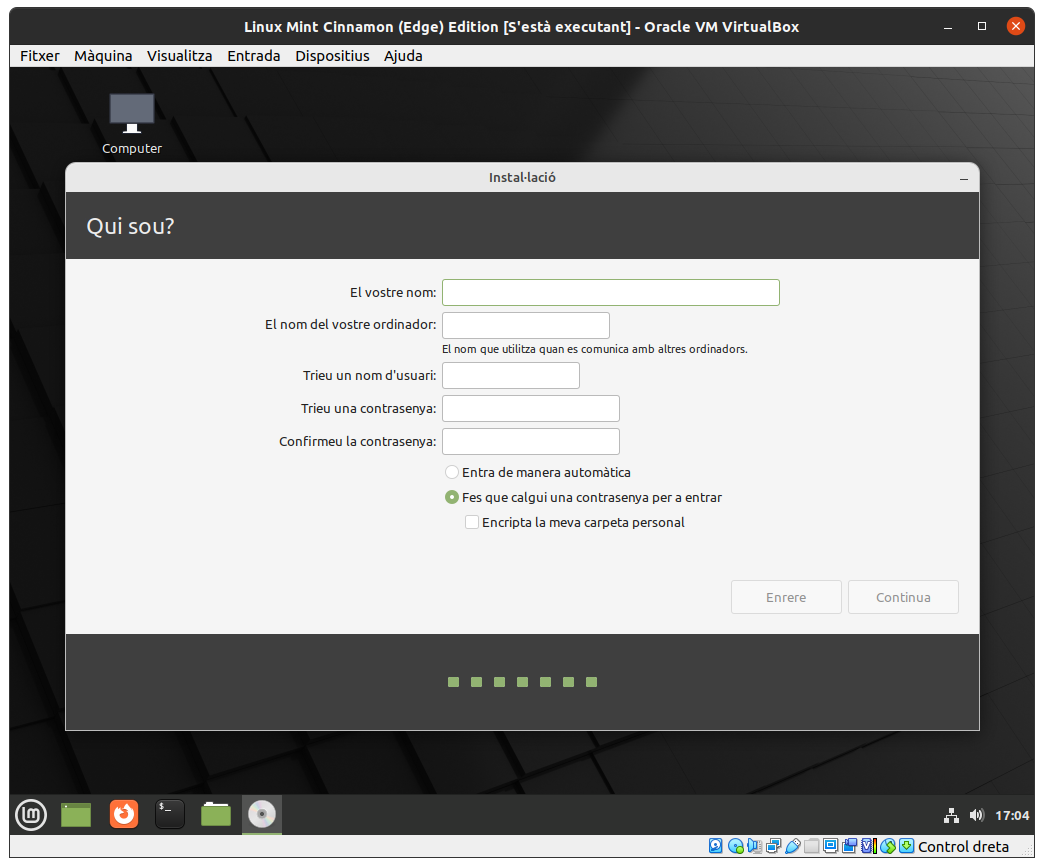 Linux Mint Cinnamon (Edge) Edition [S'està executant] - Oracle VM VirtualBox
Fitxer Màquina Visualitza Entrada Dispositius Ajuda
Computer
Instal·lació
Qui sou?
El vostre nom:
El nom del vostre ordinador:
El nom que utilitza quan es comunica amb altres ordinadors.
Trieu un nom d'usuari:
Trieu una contrasenya:
Confirmeu la contrasenya:
Entra de manera automàtica
Fes que calgui una contrasenya per a entrar
Encripta la meva carpeta personal
Enrere Continua
$_ 17:04
Control dreta